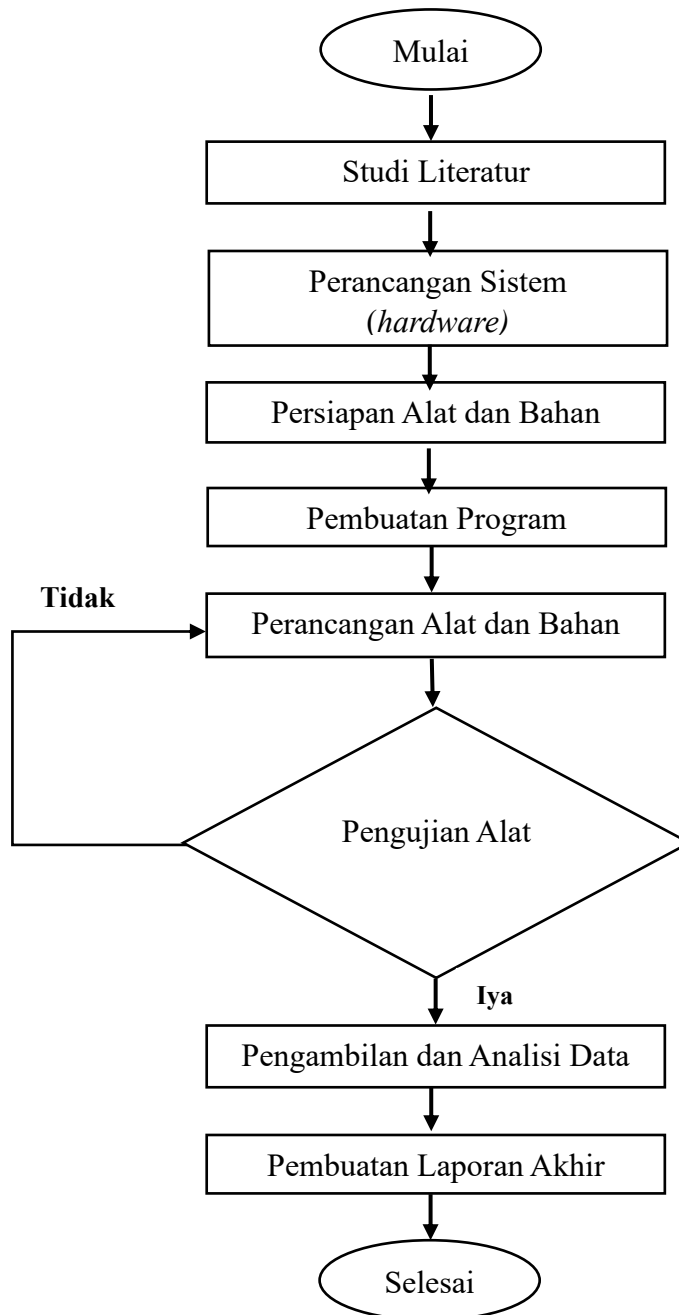 Mulai
Studi Literatur
Perancangan Sistem
(hardware)
Persiapan Alat dan Bahan
Pembuatan Program
Tidak
Perancangan Alat dan Bahan
Pengujian Alat
Iya
Pengambilan dan Analisi Data
Pembuatan Laporan Akhir
Selesai